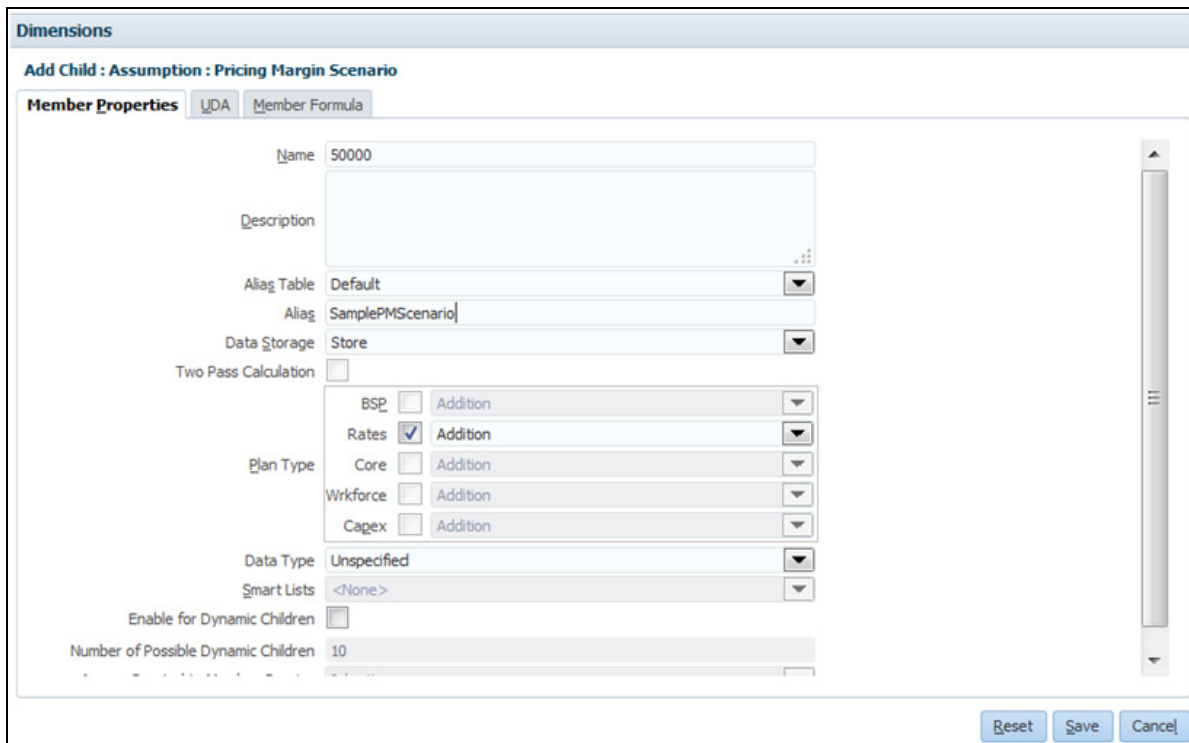 Dimensions
Add Child : Assumption : Pricing Margin Scenario
Member Properties UDA Member Formula
Name 50000
Description
Alias Table Default
Alias SamplePMScenario
Data Storage Store
Two Pass Calculation
BSP Addition
Rates Addition
Plan Type Core Addition
Wrkforce Addition
Capex Addition
Data Type Unspecified
Smart Lists <None>
Enable for Dynamic Children
Number of Possible Dynamic Children 10
Reset Save Cancel